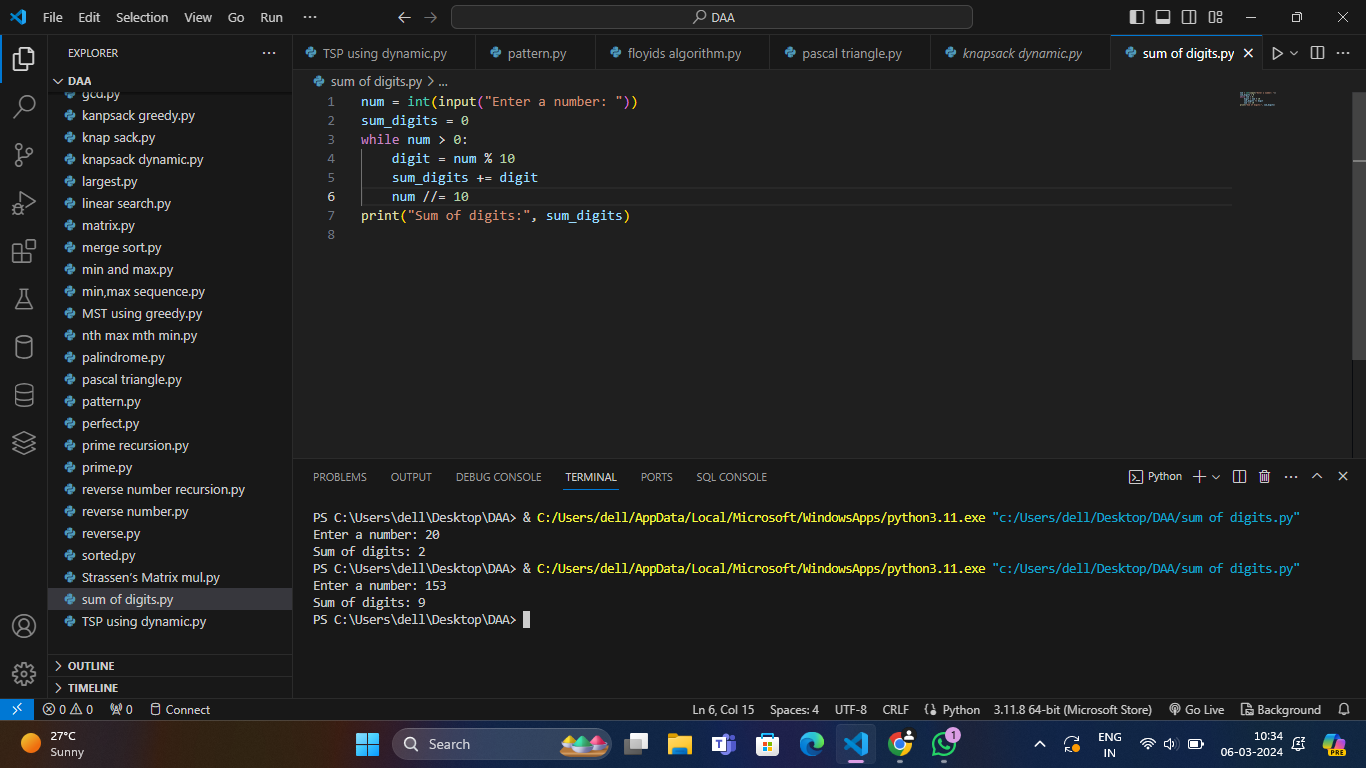 File Edit Selection View Go Run ··· DAA
EXPLORER ···
TSP using dynamic.py pattern.py floyids algorithm.py pascal triangle.py knapsack dynamic.py sum of digits.py
DAA
gcd.py
kanpsack greedy.py
knap sack.py
knapsack dynamic.py
largest.py
linear search.py
matrix.py
merge sort.py
min and max.py
min,max sequence.py
MST using greedy.py
nth max mth min.py
palindrome.py
pascal triangle.py
pattern.py
perfect.py
prime recursion.py
prime.py
reverse number recursion.py
reverse number.py
reverse.py
sorted.py
Strassen's Matrix mul.py
sum of digits.py
TSP using dynamic.py
OUTLINE
TIMELINE
sum of digits.py > ...
1 num = int(input("Enter a number: "))
2 sum_digits = 0
3 while num > 0:
4     digit = num % 10
5     sum_digits += digit
6     num //= 10
7 print("Sum of digits:", sum_digits)
8
PROBLEMS OUTPUT DEBUG CONSOLE TERMINAL PORTS SQL CONSOLE Python
PS C:\Users\dell\Desktop\DAA> & C:/Users/dell/AppData/Local/Microsoft/WindowsApps/python3.11.exe "c:/Users/dell/Desktop/DAA/sum of digits.py"
Enter a number: 20
Sum of digits: 2
PS C:\Users\dell\Desktop\DAA> & C:/Users/dell/AppData/Local/Microsoft/WindowsApps/python3.11.exe "c:/Users/dell/Desktop/DAA/sum of digits.py"
Enter a number: 153
Sum of digits: 9
PS C:\Users\dell\Desktop\DAA>
0 0 0 Connect Ln 6, Col 15 Spaces: 4 UTF-8 CRLF Python 3.11.8 64-bit (Microsoft Store) Go Live Background
27°C
Sunny
Search
1
ENG
IN
10:34
06-03-2024
PRE